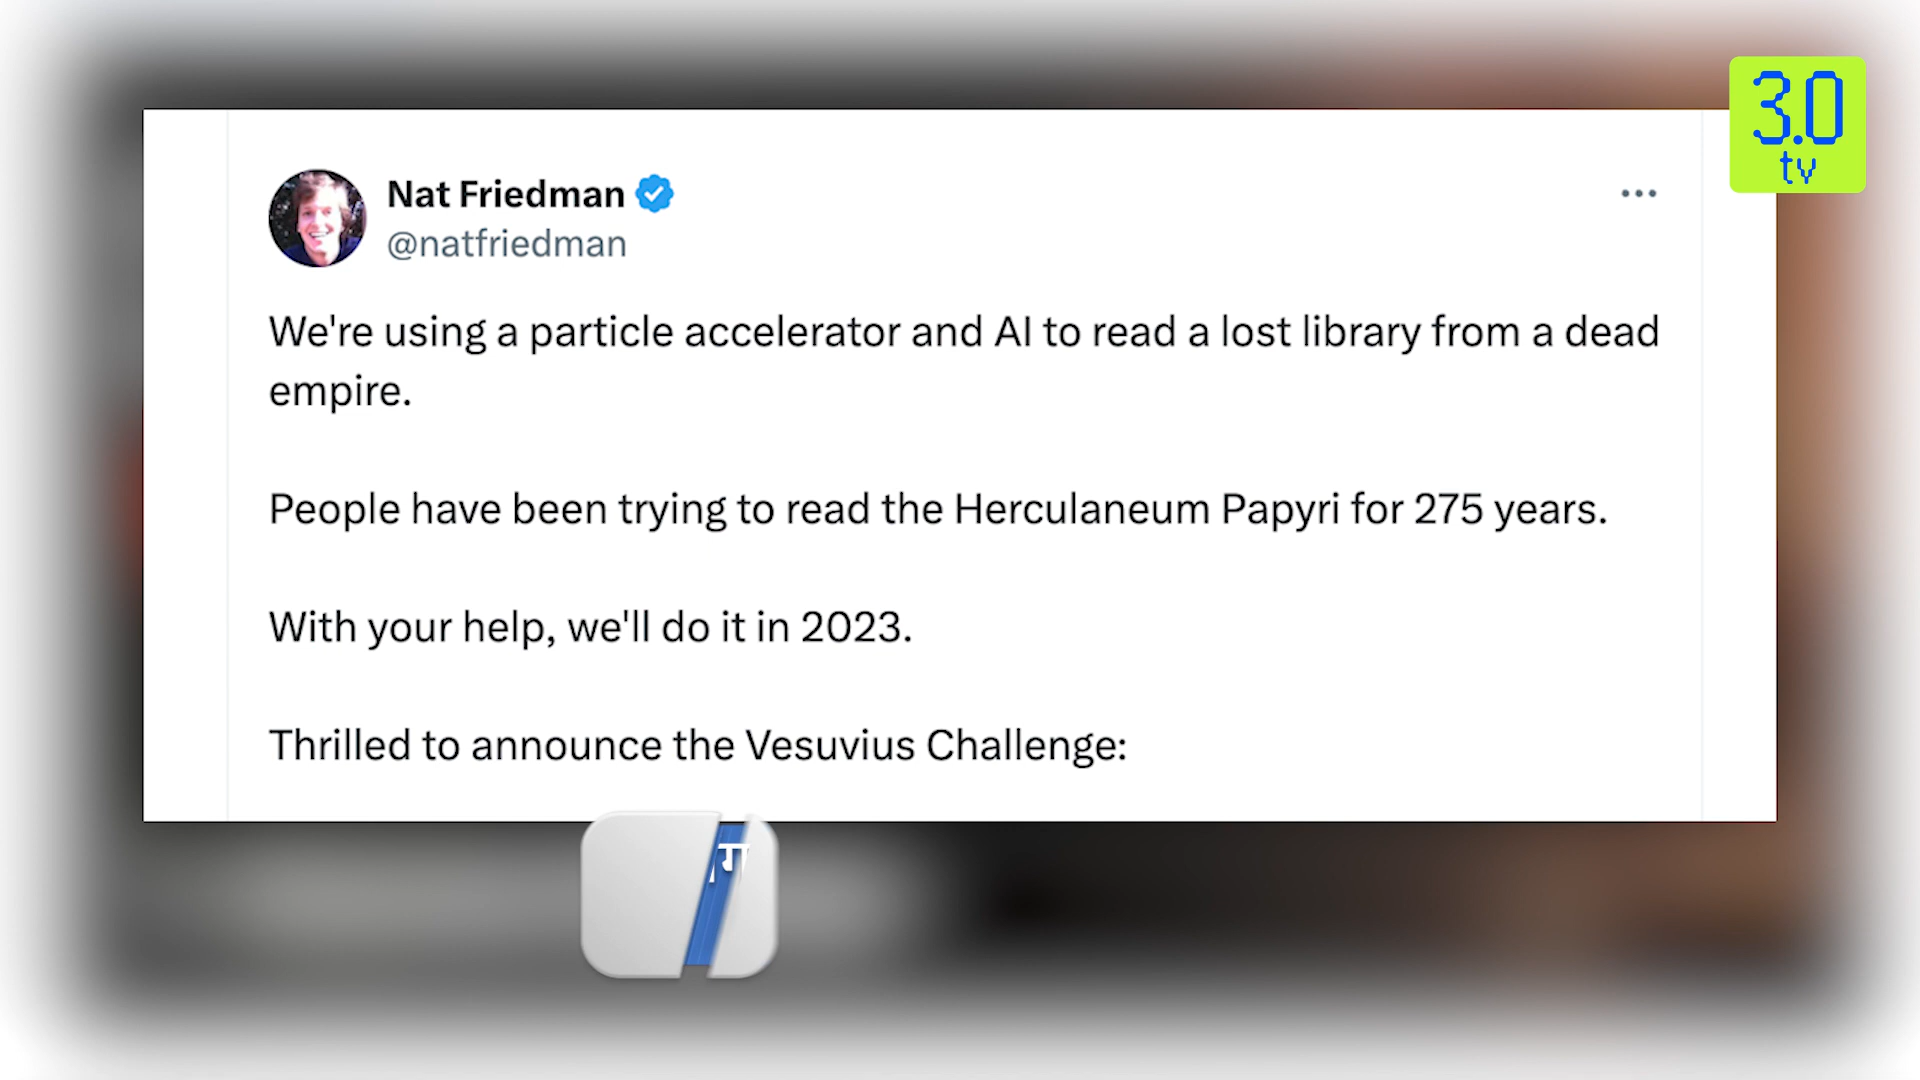 3.0
tv
Nat Friedman
@natfriedman
We're using a particle accelerator and AI to read a lost library from a dead
empire.
People have been trying to read the Herculaneum Papyri for 275 years.
With your help, we'll do it in 2023.
Thrilled to announce the Vesuvius Challenge: